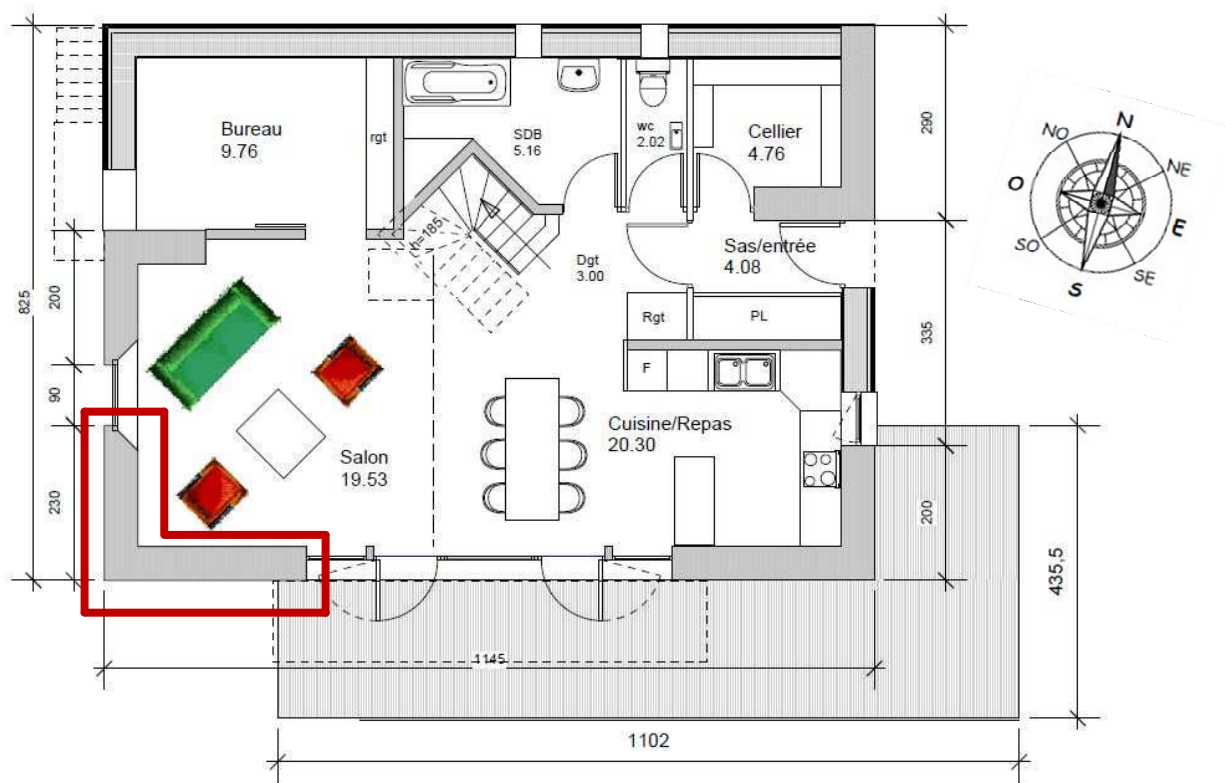 Bureau
9.76
rgt
SDB
5.16
wc
2.02
Cellier
4.76
290
N
NO
NE
O
E
SO
SE
S
h=185
Dgt
3.00
Sas/entrée
4.08
825
200
Rgt
PL
335
F
90
Cuisine/Repas
20.30
Salon
19.53
230
200
435,5
1145
1102